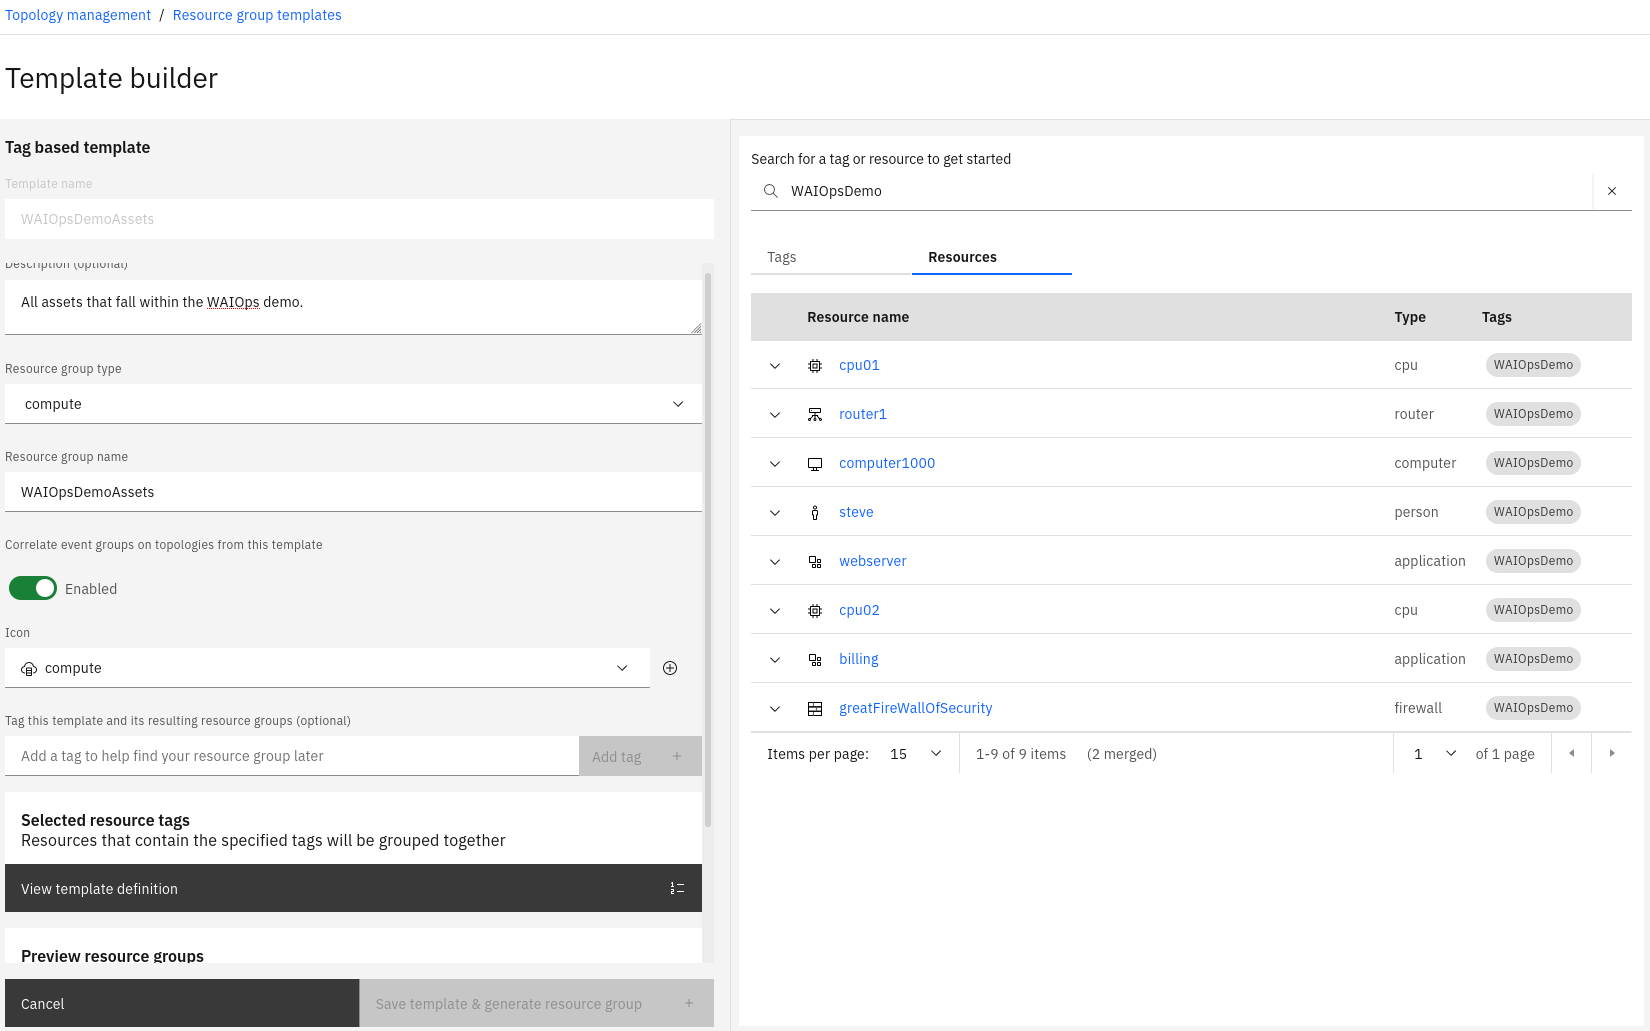 Topology management / Resource group templates
Template builder
Tag based template
Template name
WAIOpsDemoAssets
Description (optional)
All assets that fall within the WAIOps demo.
Resource group type
compute
Resource group name
WAIOpsDemoAssets
Correlate event groups on topologies from this template
Enabled
Icon
compute
Tag this template and its resulting resource groups (optional)
Add a tag to help find your resource group later
Add tag +
Selected resource tags
Resources that contain the specified tags will be grouped together
View template definition
Preview resource groups
Cancel
Save template & generate resource group +
Search for a tag or resource to get started
WAIOpsDemo
Tags Resources
Resource name Type Tags
cpu01 cpu WAIOpsDemo
router1 router WAIOpsDemo
computer1000 computer WAIOpsDemo
steve person WAIOpsDemo
webserver application WAIOpsDemo
cpu02 cpu WAIOpsDemo
billing application WAIOpsDemo
greatFireWallOfSecurity firewall WAIOpsDemo
Items per page: 15 1-9 of 9 items (2 merged) 1 of 1 page